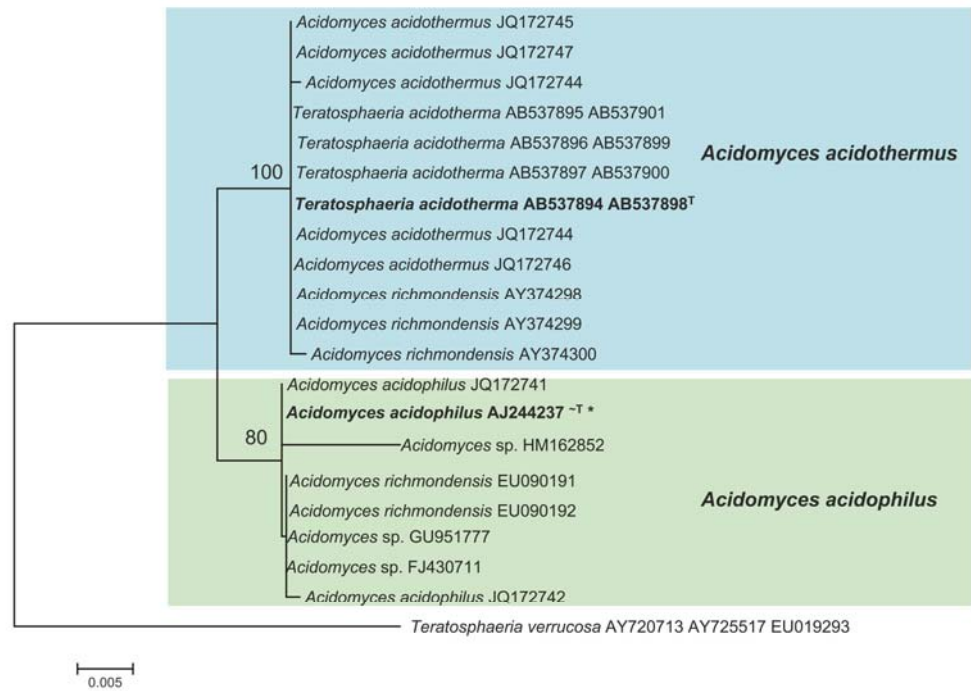 Acidomyces acidothermus JQ172745
Acidomyces acidothermus JQ172747
Acidomyces acidothermus JQ172744
Teratosphaeria acidotherma AB537895 AB537901
Teratosphaeria acidotherma AB537896 AB537899
Acidomyces acidothermus
Teratosphaeria acidotherma AB537897 AB537900
100
Teratosphaeria acidotherma AB537894 AB537898ᵀ
Acidomyces acidothermus JQ172744
Acidomyces acidothermus JQ172746
Acidomyces richmondensis AY374298
Acidomyces richmondensis AY374299
Acidomyces richmondensis AY374300
Acidomyces acidophilus JQ172741
Acidomyces acidophilus AJ244237 ~ᵀ *
80
Acidomyces sp. HM162852
Acidomyces richmondensis EU090191
Acidomyces acidophilus
Acidomyces richmondensis EU090192
Acidomyces sp. GU951777
Acidomyces sp. FJ430711
Acidomyces acidophilus JQ172742
Teratosphaeria verrucosa AY720713 AY725517 EU019293
0.005